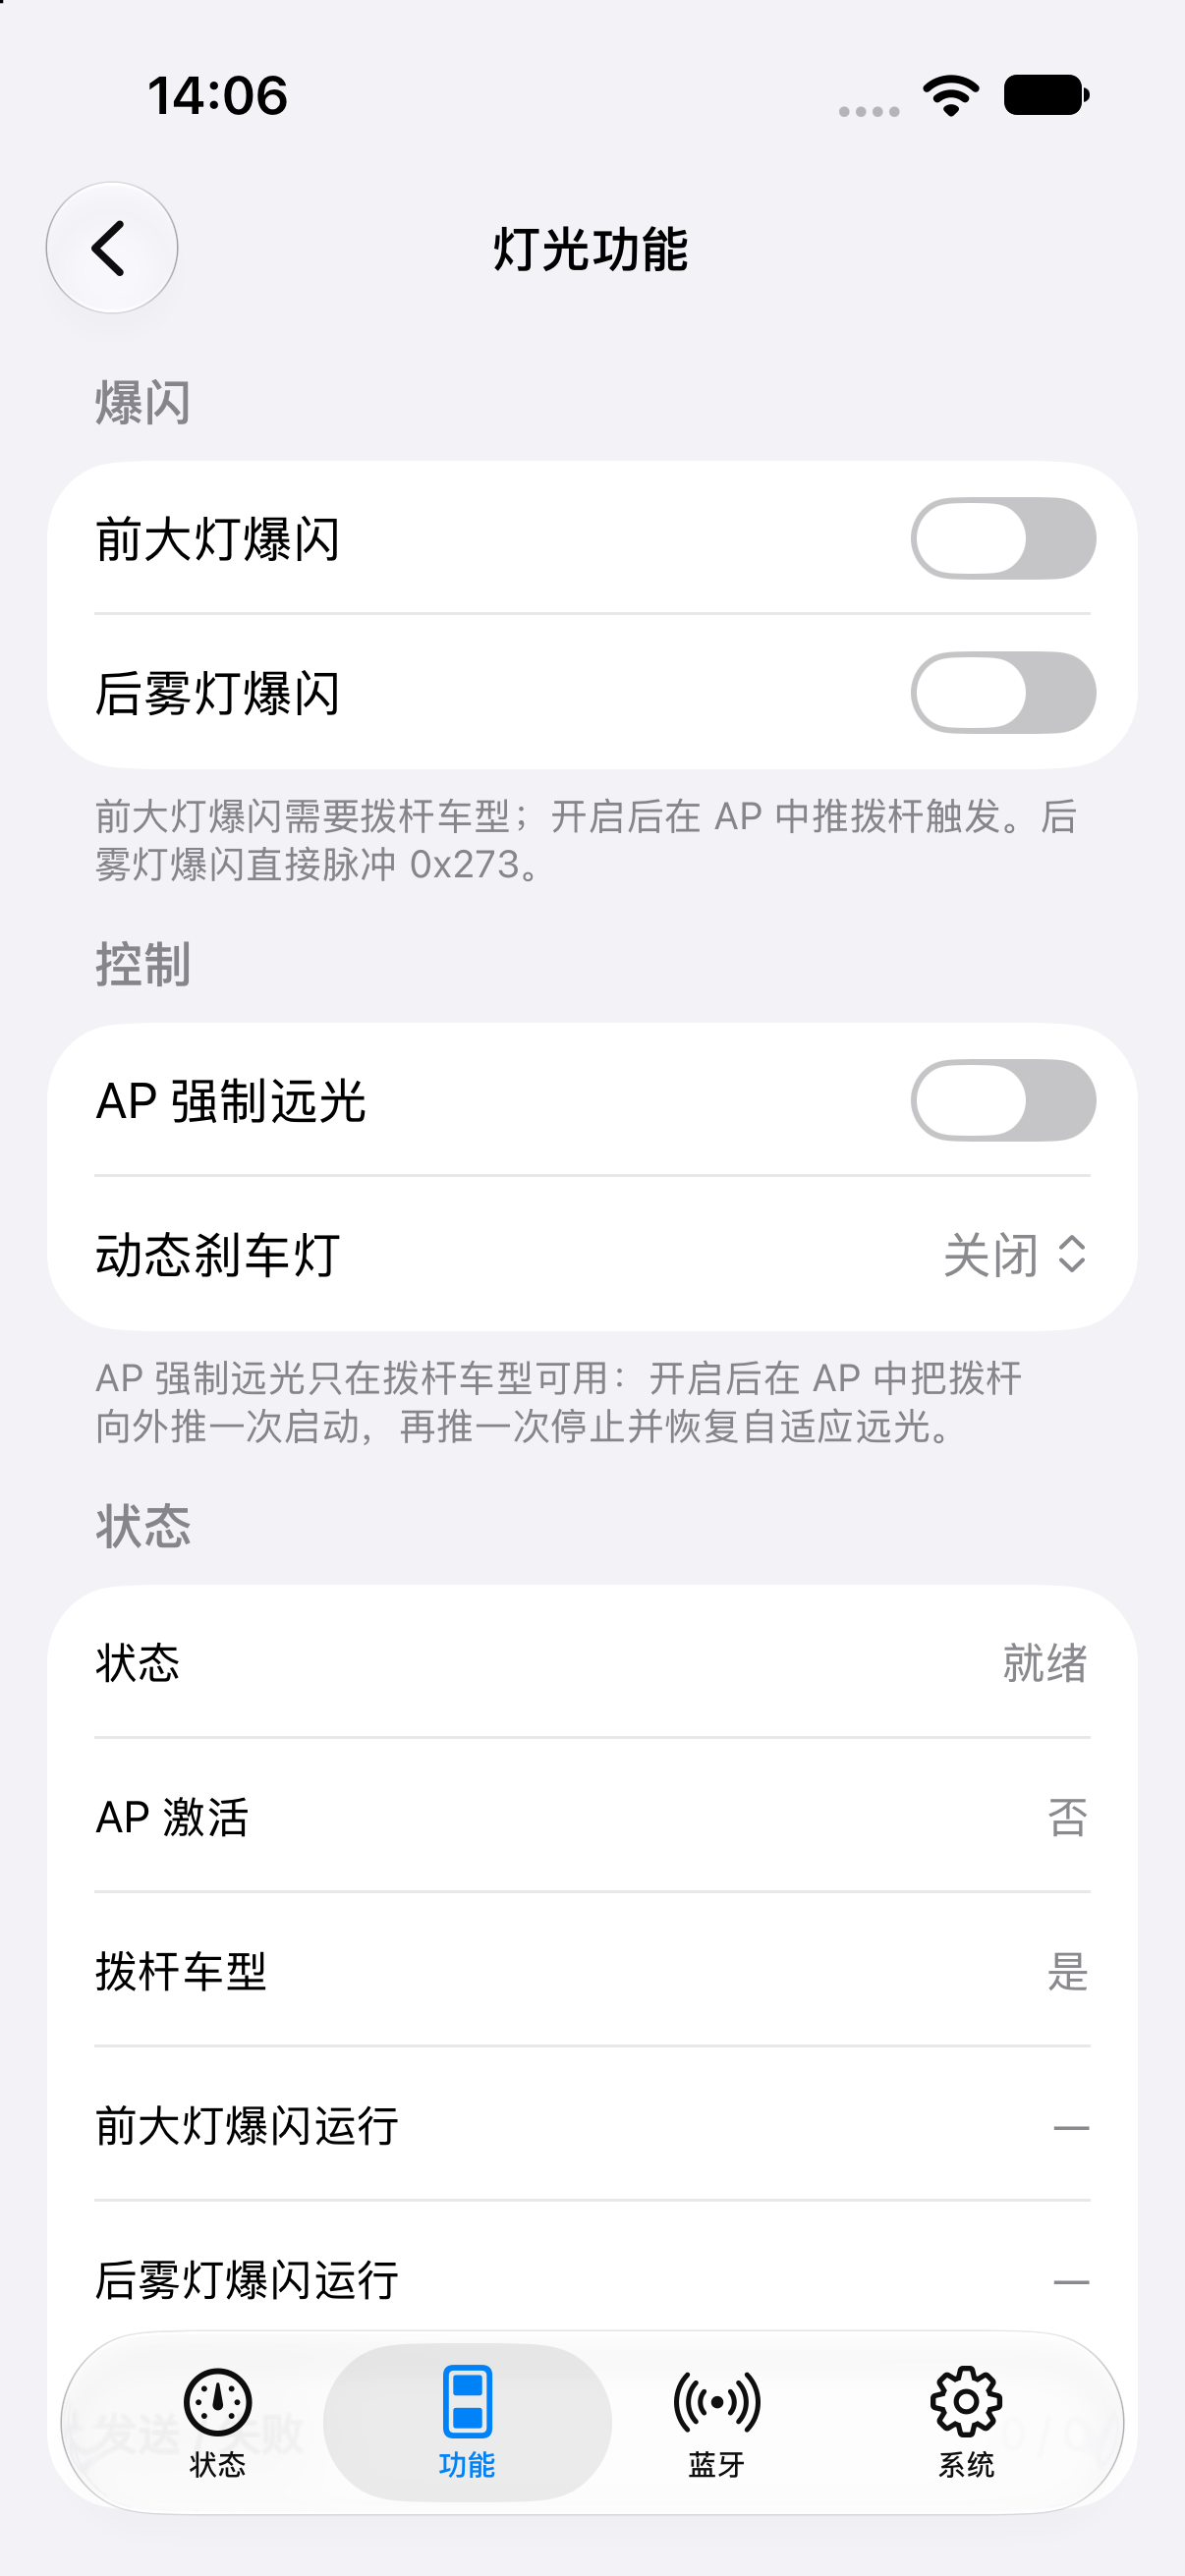 14:06
灯光功能
爆闪
前大灯爆闪
后雾灯爆闪
前大灯爆闪需要拨杆车型；开启后在 AP 中推拨杆触发。后
雾灯爆闪直接脉冲 0x273。
控制
AP 强制远光
动态刹车灯 关闭
AP 强制远光只在拨杆车型可用：开启后在 AP 中把拨杆
向外推一次启动，再推一次停止并恢复自适应远光。
状态
状态 就绪
AP 激活 否
拨杆车型 是
前大灯爆闪运行 —
后雾灯爆闪运行 —
状态 功能 蓝牙 系统